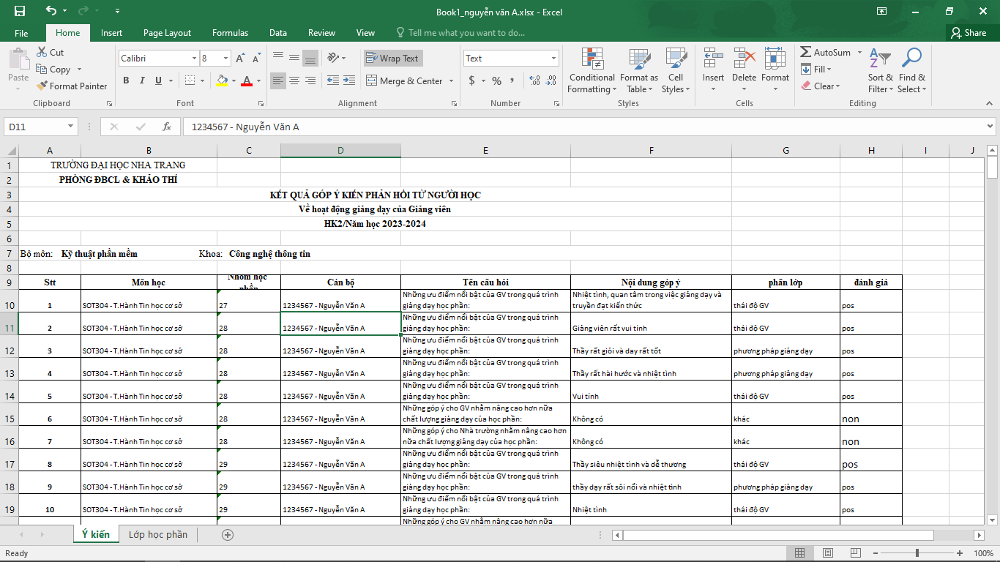 Book1_nguyễn văn A.xlsx - Excel
File Home Insert Page Layout Formulas Data Review View Tell me what you want to do... Share
Paste Cut Copy Format Painter Clipboard
Calibri 8 B I U A Font
Wrap Text Merge & Center Alignment
Text $ % , Number
Conditional Formatting Format as Table Cell Styles Styles
Insert Delete Format Cells
AutoSum Fill Clear Sort & Filter Find & Select Editing
D11 fx 1234567 - Nguyễn Văn A
A B C D E F G H I J
1 TRƯỜNG ĐẠI HỌC NHA TRANG
2 PHÒNG ĐBCL & KHẢO THÍ
3 KẾT QUẢ GÓP Ý KIẾN PHẢN HỒI TỪ NGƯỜI HỌC
4 Về hoạt động giảng dạy của Giảng viên
5 HK2/Năm học 2023-2024
6
7 Bộ môn: Kỹ thuật phần mềm Khoa: Công nghệ thông tin
8
9 Stt Môn học Nhóm học phần Cán bộ Tên câu hỏi Nội dung góp ý phân lớp đánh giá
10 1 SOT304 - T.Hành Tin học cơ sở 27 1234567 - Nguyễn Văn A Những ưu điểm nổi bật của GV trong quá trình giảng dạy học phần: Nhiệt tình, quan tâm trong việc giảng dạy và truyền đạt kiến thức thái độ GV pos
11 2 SOT304 - T.Hành Tin học cơ sở 28 1234567 - Nguyễn Văn A Những ưu điểm nổi bật của GV trong quá trình giảng dạy học phần: Giảng viên rất vui tính thái độ GV pos
12 3 SOT304 - T.Hành Tin học cơ sở 28 1234567 - Nguyễn Văn A Những ưu điểm nổi bật của GV trong quá trình giảng dạy học phần: Thầy rất giỏi và day rất tốt phương pháp giảng dạy pos
13 4 SOT304 - T.Hành Tin học cơ sở 28 1234567 - Nguyễn Văn A Những ưu điểm nổi bật của GV trong quá trình giảng dạy học phần: Thầy rất hài hước và nhiệt tình phương pháp giảng dạy pos
14 5 SOT304 - T.Hành Tin học cơ sở 28 1234567 - Nguyễn Văn A Những ưu điểm nổi bật của GV trong quá trình giảng dạy học phần: Vui tính thái độ GV pos
15 6 SOT304 - T.Hành Tin học cơ sở 28 1234567 - Nguyễn Văn A Những góp ý cho GV nhằm nâng cao hơn nữa chất lượng giảng dạy của học phần: Không có khác non
16 7 SOT304 - T.Hành Tin học cơ sở 28 1234567 - Nguyễn Văn A Những góp ý cho Nhà trường nhằm nâng cao hơn nữa chất lượng giảng dạy của học phần: Không có khác non
17 8 SOT304 - T.Hành Tin học cơ sở 29 1234567 - Nguyễn Văn A Những ưu điểm nổi bật của GV trong quá trình giảng dạy học phần: Thầy siêu nhiệt tình và dễ thương thái độ GV pos
18 9 SOT304 - T.Hành Tin học cơ sở 29 1234567 - Nguyễn Văn A Những ưu điểm nổi bật của GV trong quá trình giảng dạy học phần: thầy dạy rất sôi nổi và nhiệt tình phương pháp giảng dạy pos
19 10 SOT304 - T.Hành Tin học cơ sở 29 1234567 - Nguyễn Văn A Những ưu điểm nổi bật của GV trong quá trình giảng dạy học phần: Nhiệt tình thái độ GV pos
Những góp ý cho GV nhằm nâng cao hơn nữa
Ý kiến Lớp học phần
Ready 100%